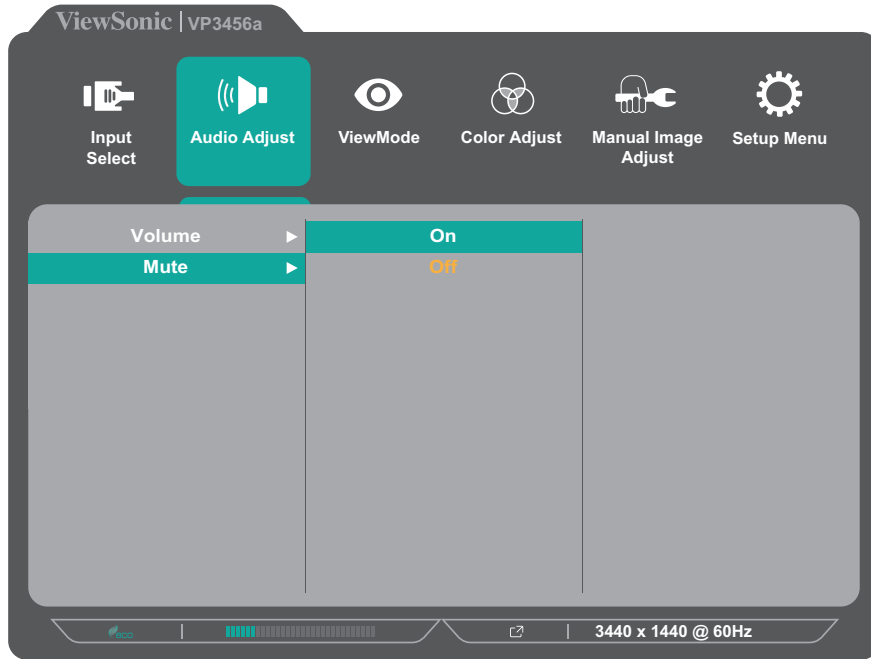 ViewSonic | VP3456a
Input
Select
Audio Adjust
ViewMode
Color Adjust
Manual Image
Adjust
Setup Menu
Volume
On
Mute
Off
eco
3440 x 1440 @ 60Hz